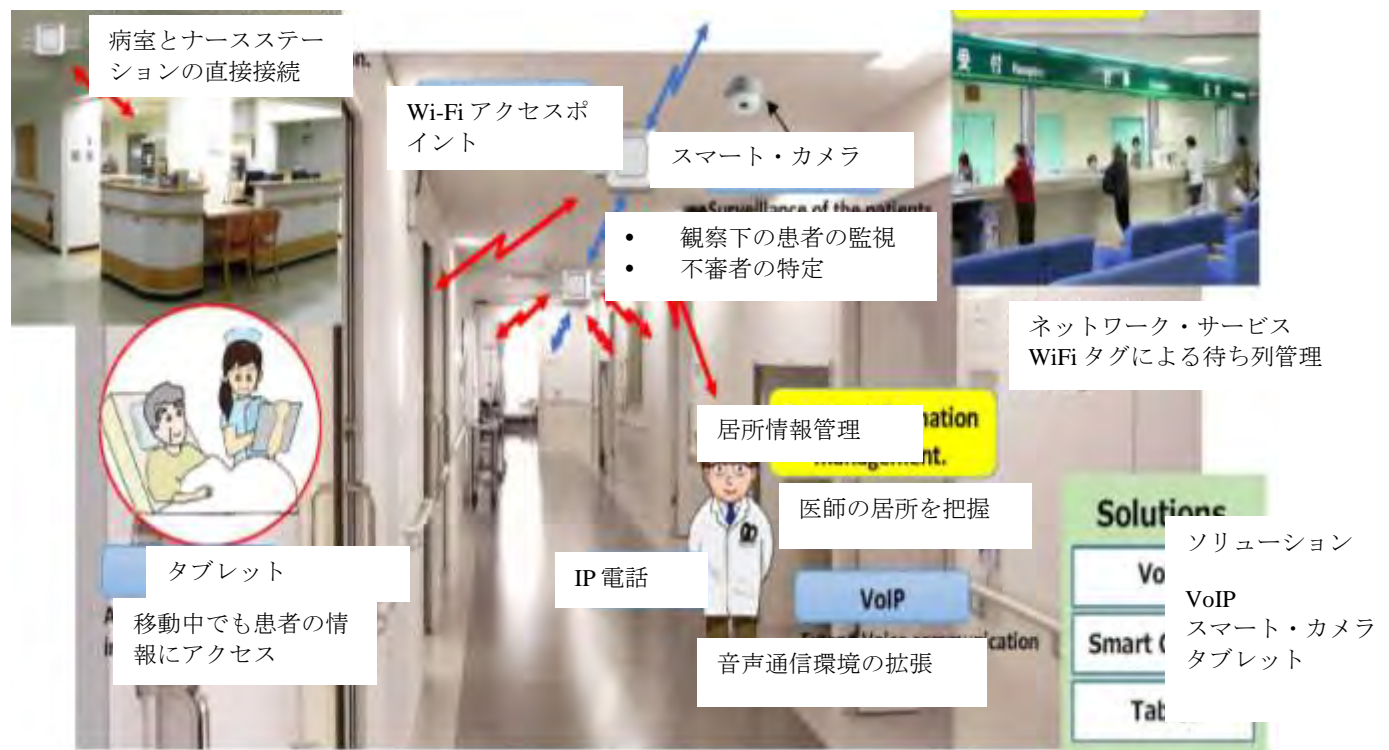 病室とナースステー
ションの直接接続
on.
Wi-Fi アクセスポ
イント
スマート・カメラ
Surveillance of the patients
• 観察下の患者の監視
• 不審者の特定
受 付
ネットワーク・サービス
WiFi タグによる待ち列管理
居所情報管理
mation
management.
医師の居所を把握
タブレット
移動中でも患者の情
報にアクセス
IP 電話
VoIP
音声通信環境の拡張
Solutions
ソリューション
VoIP
スマート・カメラ
タブレット
Smart